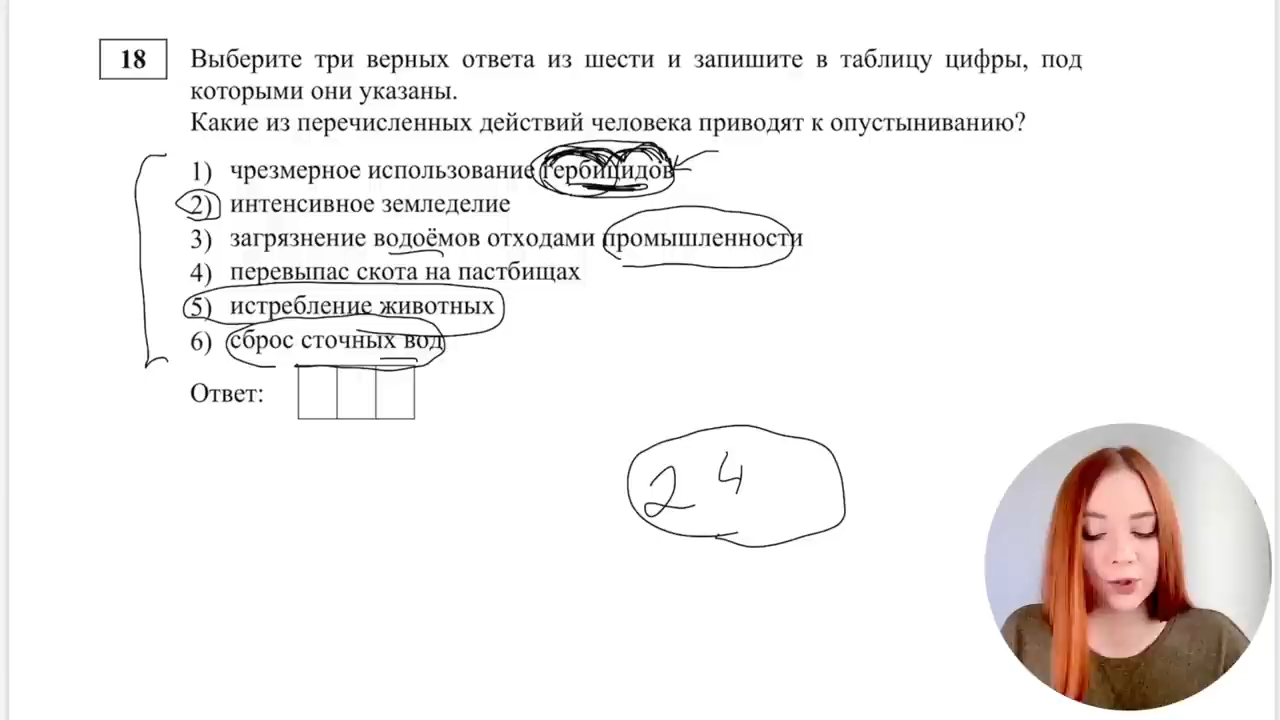 18
Выберите три верных ответа из шести и запишите в таблицу цифры, под
которыми они указаны.
Какие из перечисленных действий человека приводят к опустыниванию?
1) чрезмерное использование гербицидов
2) интенсивное земледелие
3) загрязнение водоёмов отходами промышленности
4) перевыпас скота на пастбищах
5) истребление животных
6) сброс сточных вод
Ответ:
2 4